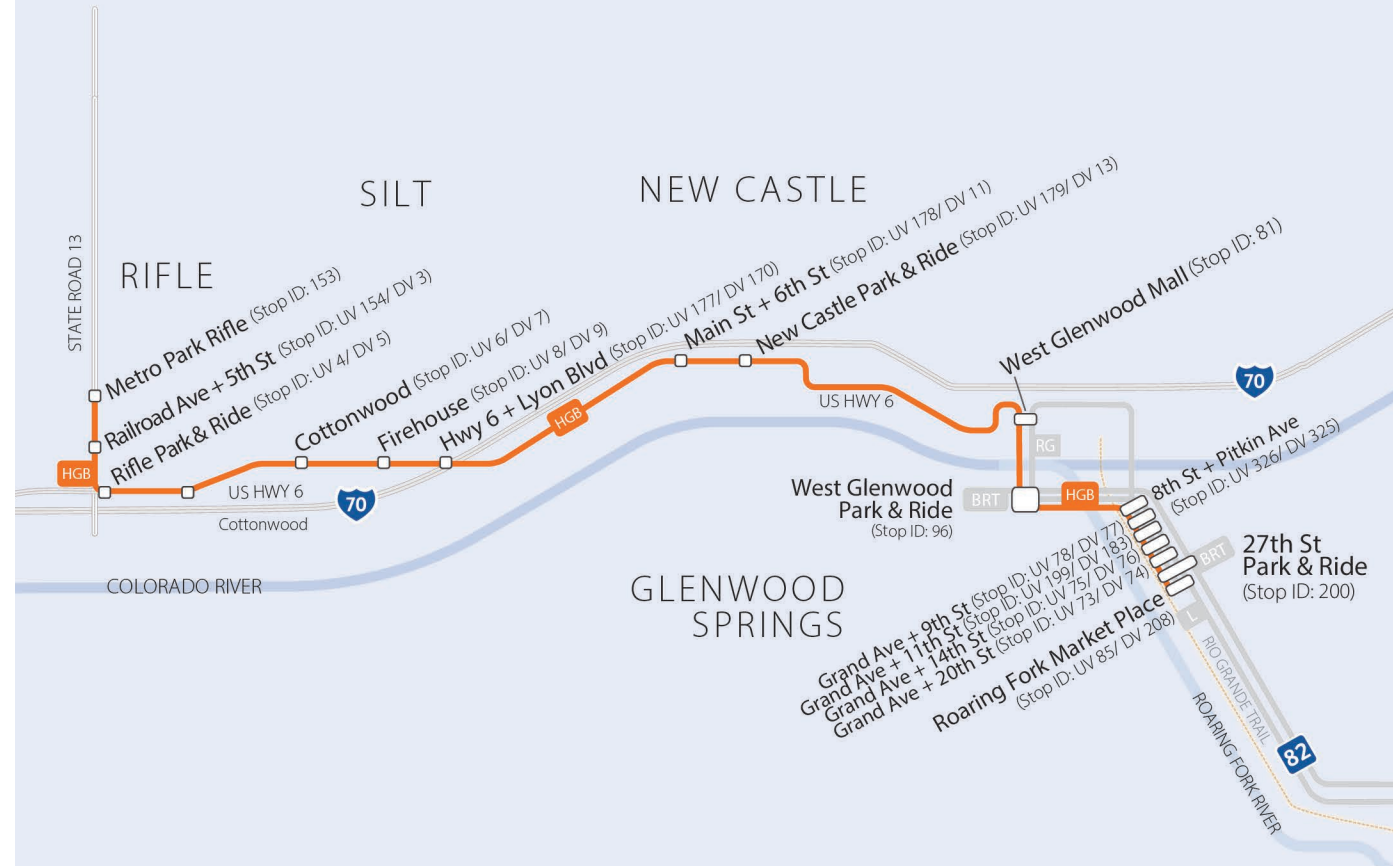 SILT
NEW CASTLE
RIFLE
STATE ROAD 13
Metro Park Rifle (Stop ID: 153)
Railroad Ave + 5th St (Stop ID: UV 154/ DV 3)
Rifle Park& Ride (Stop ID: UV 4/ DV 5)
Cottonwood (Stop ID: UV 6/ DV 7)
Firehouse (Stop ID: UV 8/ DV 9)
Hwy 6 + Lyon Blvd (Stop ID: UV 177/ DV 170)
Main St + 6th St (Stop ID: UV 178/ DV 11)
New Castle Park & Ride (Stop ID: UV 179/ DV 13)
West Glenwood Mall (Stop ID: 81)
HGB
US HWY 6
Cottonwood
70
HGB
US HWY 6
70
RG
West Glenwood
Park & Ride
(Stop ID: 96)
BRT
HGB
8th St + Pitkin Ave
(Stop ID: UV 326/ DV 325)
BRT
27th St
Park & Ride
(Stop ID: 200)
COLORADO RIVER
GLENWOOD
SPRINGS
Grand Ave + 9th St (Stop ID: UV 78/ DV 77)
Grand Ave + 11th St (Stop ID: UV 199/ DV 183)
Grand Ave + 14th St (Stop ID: UV 75/ DV 76)
Grand Ave + 20th St (Stop ID: UV 73/ DV 74)
Roaring Fork Market Place
(Stop ID: UV 85/ DV 208)
L
RIO GRANDE TRAIL
ROARING FORK RIVER
82